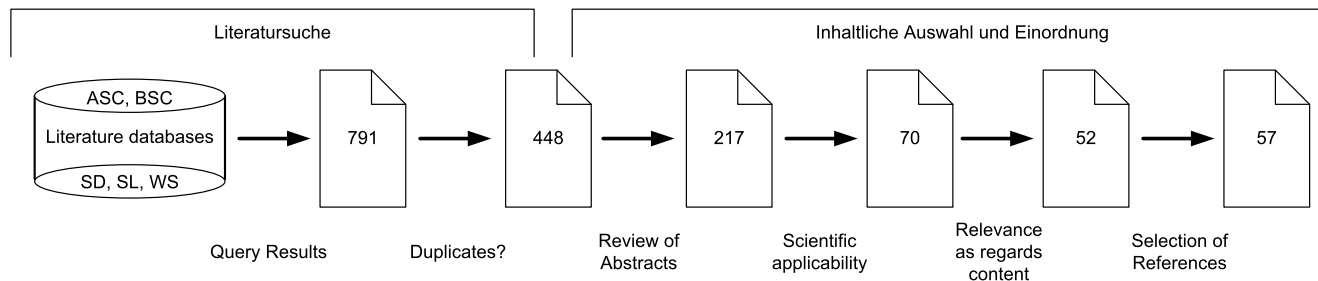 Literatursuche
Inhaltliche Auswahl und Einordnung
ASC, BSC
Literature databases
SD, SL, WS
791
448
217
70
52
57
Query Results
Duplicates?
Review of
Abstracts
Scientific
applicability
Relevance
as regards
content
Selection of
References